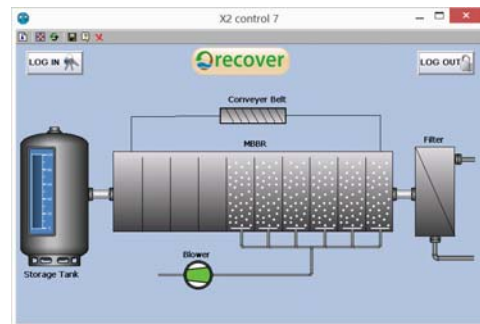 X2 control 7
LOG IN
recover
LOG OUT
Conveyer Belt
MBBR
Filter
Blower
Storage Tank